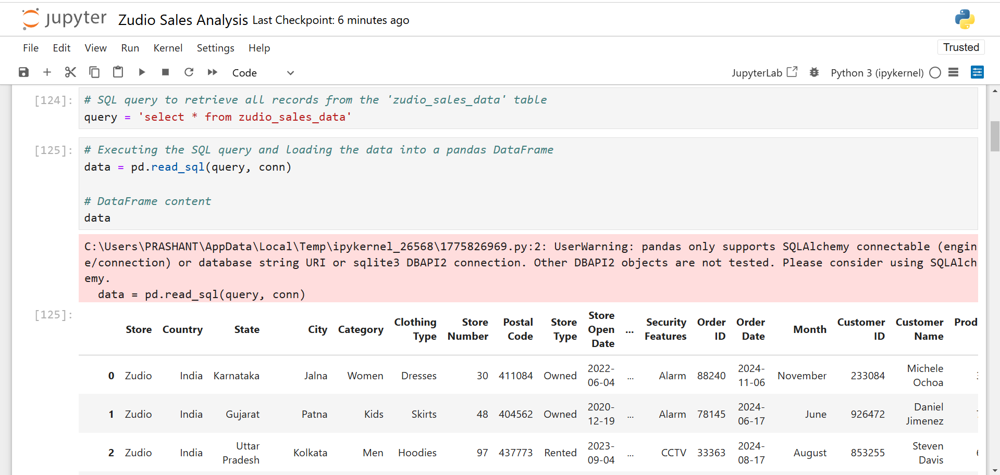 jupyter Zudio Sales Analysis Last Checkpoint: 6 minutes ago
File Edit View Run Kernel Settings Help Trusted
Code JupyterLab Python 3 (ipykernel)
[124]: # SQL query to retrieve all records from the 'zudio_sales_data' table
query = 'select * from zudio_sales_data'
[125]: # Executing the SQL query and loading the data into a pandas DataFrame
data = pd.read_sql(query, conn)
# DataFrame content
data
C:\Users\PRASHANT\AppData\Local\Temp\ipykernel_26568\1775826969.py:2: UserWarning: pandas only supports SQLAlchemy connectable (engin
e/connection) or database string URI or sqlite3 DBAPI2 connection. Other DBAPI2 objects are not tested. Please consider using SQLAlch
emy.
data = pd.read_sql(query, conn)
[125]:
Store Country State City Category Clothing Type Store Number Postal Code Store Type Store Open Date ... Security Features Order ID Order Date Month Customer ID Customer Name Prod
0 Zudio India Karnataka Jalna Women Dresses 30 411084 Owned 2022-06-04 ... Alarm 88240 2024-11-06 November 233084 Michele Ochoa
1 Zudio India Gujarat Patna Kids Skirts 48 404562 Owned 2020-12-19 ... Alarm 78145 2024-06-17 June 926472 Daniel Jimenez
2 Zudio India Uttar Pradesh Kolkata Men Hoodies 97 437773 Rented 2023-09-04 ... CCTV 33363 2024-08-17 August 853255 Steven Davis